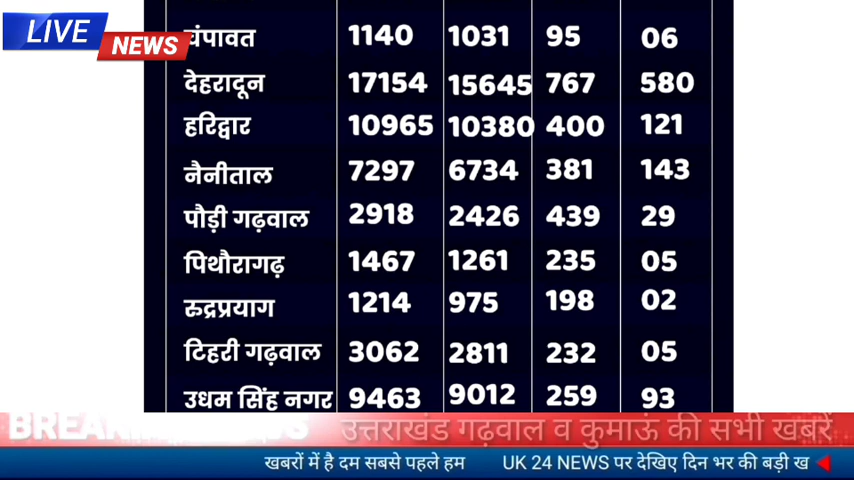 LIVE
NEWS
चंपावत 1140 1031 95 06
देहरादून 17154 15645 767 580
हरिद्वार 10965 10380 400 121
नैनीताल 7297 6734 381 143
पौड़ी गढ़वाल 2918 2426 439 29
पिथौरागढ़ 1467 1261 235 05
रुद्रप्रयाग 1214 975 198 02
टिहरी गढ़वाल 3062 2811 232 05
उधम सिंह नगर 9463 9012 259 93
उत्तराखंड गढ़वाल व कुमाऊं की सभी खबरें
खबरों में है दम सबसे पहले हम UK 24 NEWS पर देखिए दिन भर की बड़ी ख